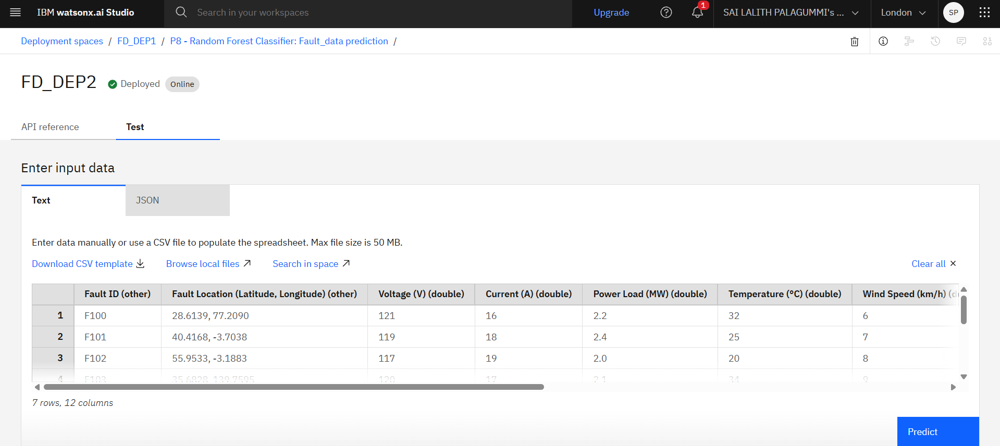 IBM watsonx.ai Studio
Search in your workspaces
Upgrade
1
SAI LALITH PALAGUMMI's ...
London
SP
Deployment spaces / FD_DEP1 / P8 - Random Forest Classifier: Fault_data prediction /
FD_DEP2 Deployed Online
API reference Test
Enter input data
Text JSON
Enter data manually or use a CSV file to populate the spreadsheet. Max file size is 50 MB.
Download CSV template Browse local files Search in space Clear all
Fault ID (other) Fault Location (Latitude, Longitude) (other) Voltage (V) (double) Current (A) (double) Power Load (MW) (double) Temperature (°C) (double) Wind Speed (km/h)
1 F100 28.6139, 77.2090 121 16 2.2 32 6
2 F101 40.4168, -3.7038 119 18 2.4 25 7
3 F102 55.9533, -3.1883 117 19 2.0 20 8
4 F103 35.6828, 139.7595 120 17 2.1 34 9
7 rows, 12 columns
Predict